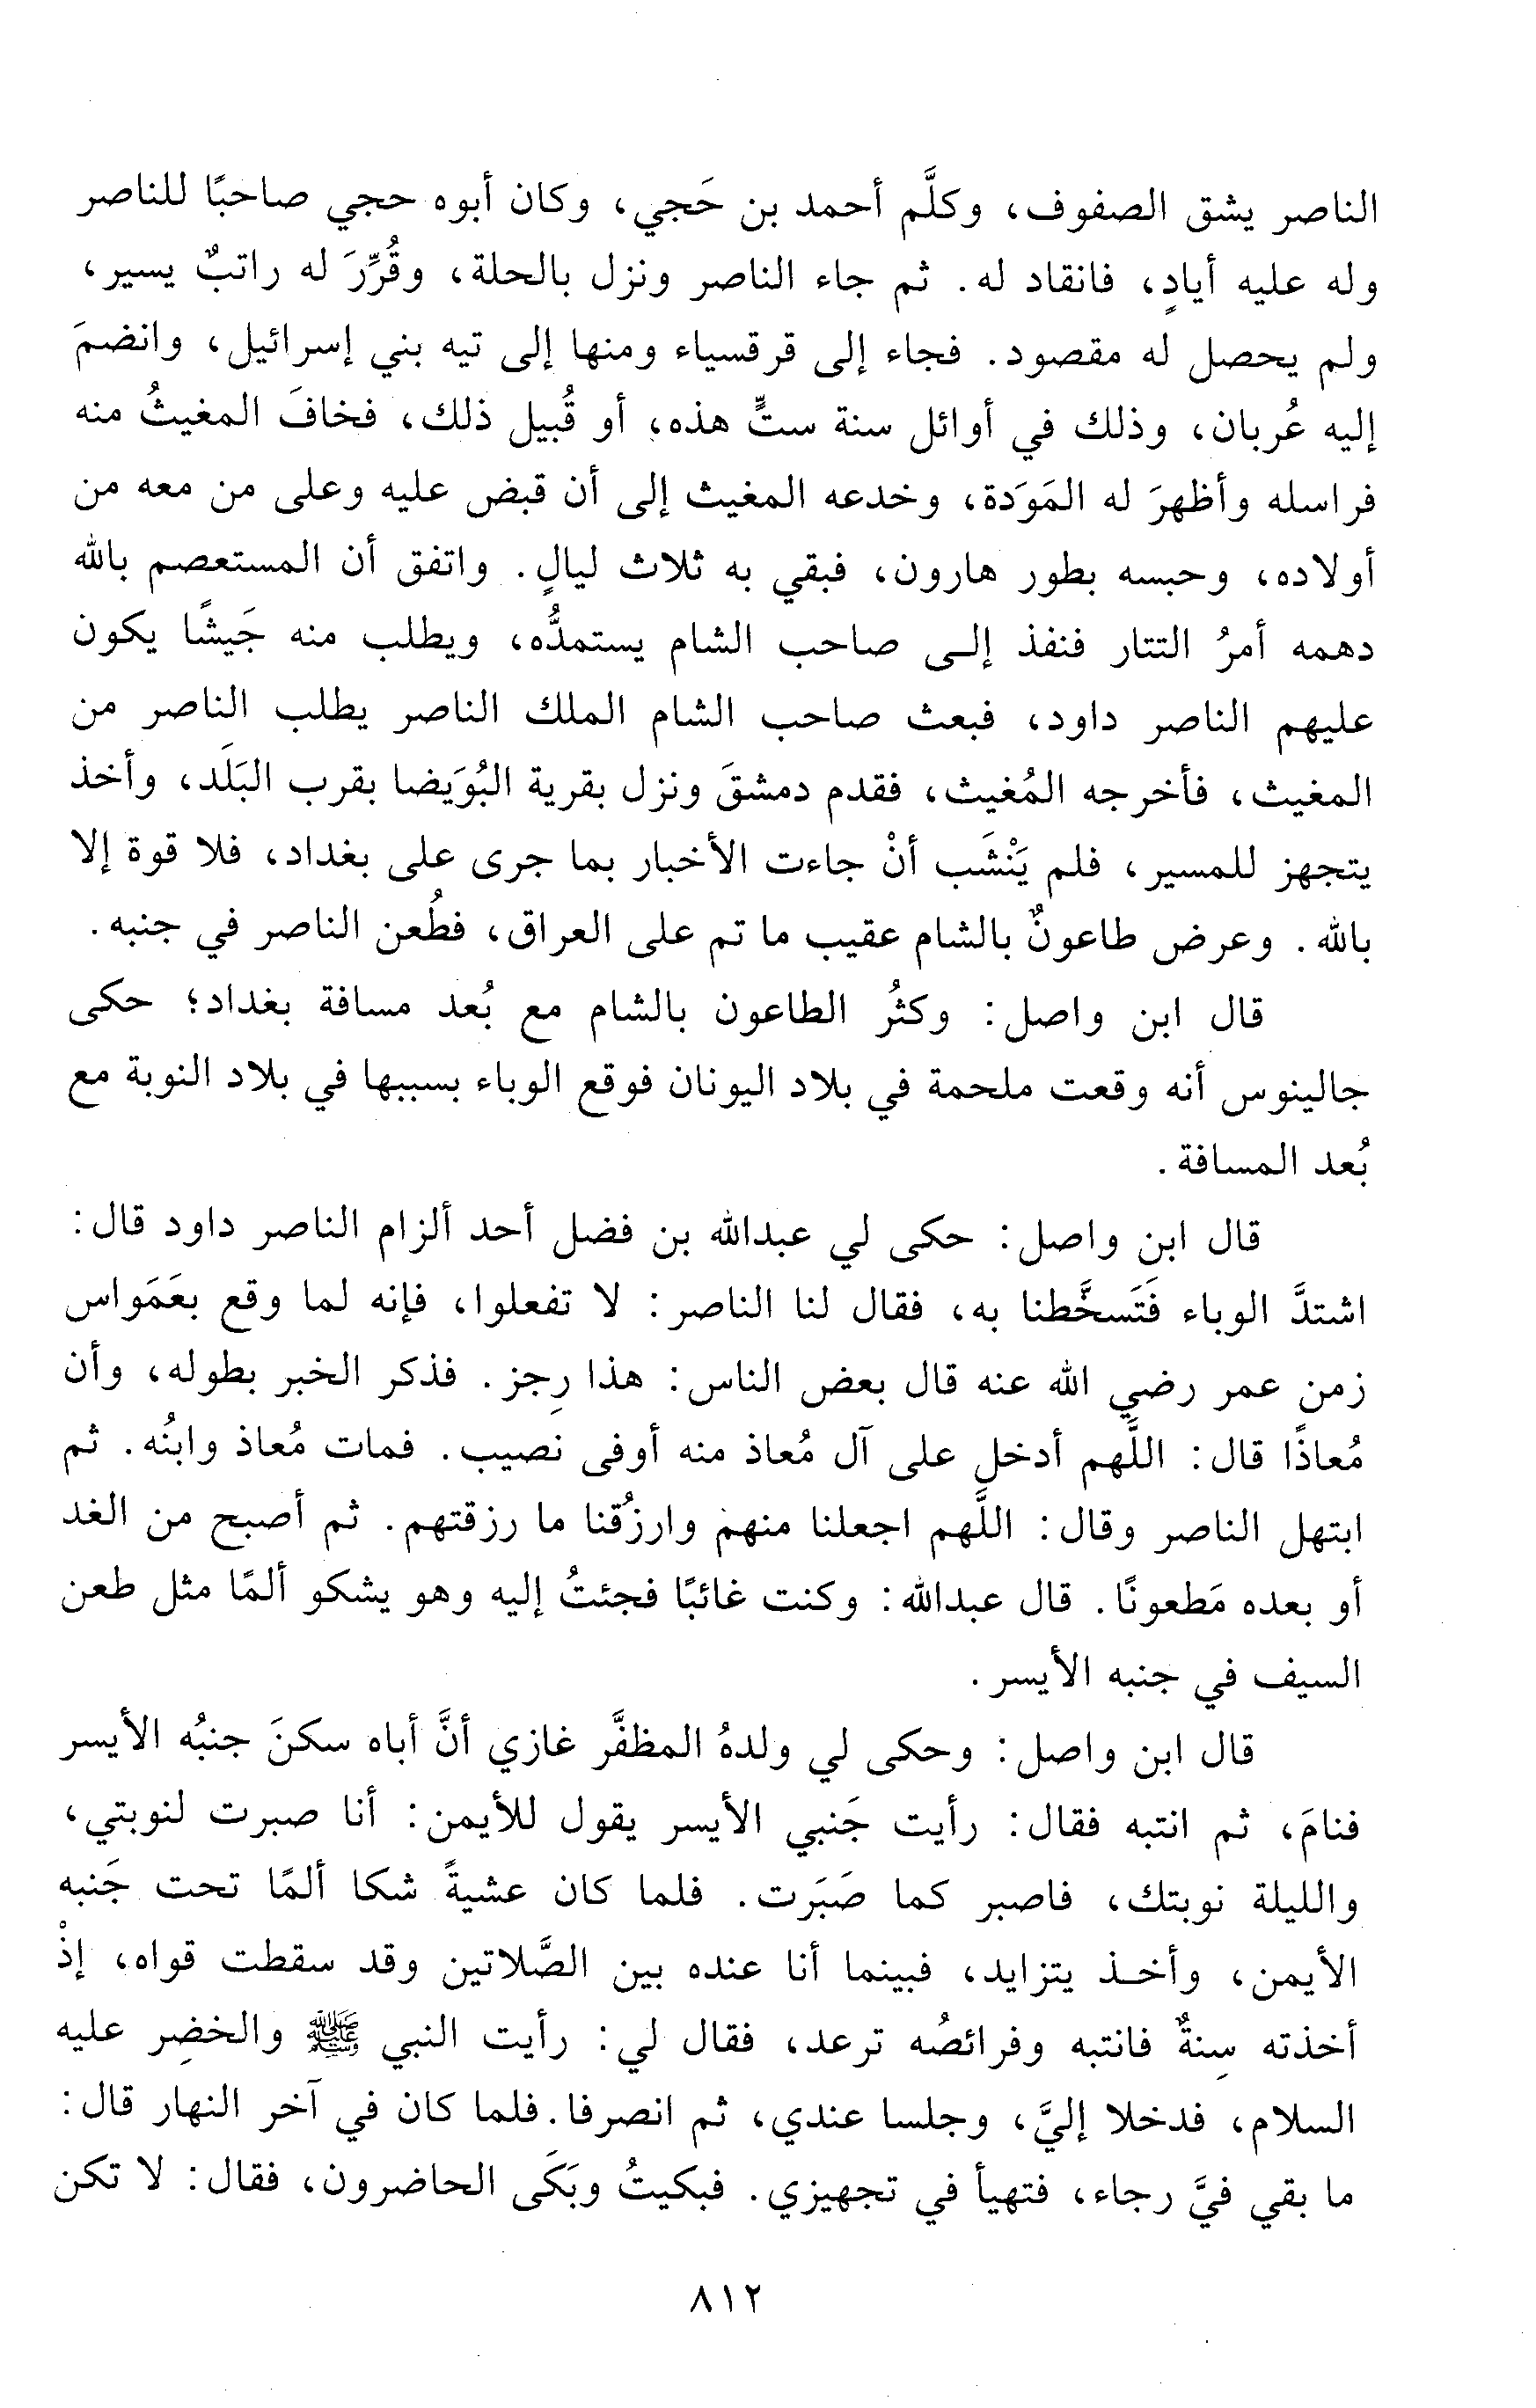 الناصر يشق الصفوف، وكلَّم أحمد بن حَجي، وكان أبوه حجي صاحبًا للناصر
وله عليه أيادٍ، فانقاد له. ثم جاء الناصر ونزل بالحلة، وقُرِّرَ له راتبٌ يسير،
ولم يحصل له مقصود. فجاء إلى قرقسياء ومنها إلى تيه بني إسرائيل، وانضمَ
إليه عُربان، وذلك في أوائل سنة ستٍّ هذه، أو قُبيل ذلك، فخافَ المغيثُ منه
فراسله وأظهرَ له المَوَدة، وخدعه المغيث إلى أن قبض عليه وعلى من معه من
أولاده، وحبسه بطور هارون، فبقي به ثلاث ليالٍ. واتفق أن المستعصم بالله
دهمه أمرُ التتار فنفذ إلـى صاحب الشام يستمدُّه، ويطلب منه جَيشًا يكون
عليهم الناصر داود، فبعث صاحب الشام الملك الناصر يطلب الناصر من
المغيث، فأخرجه المُغيث، فقدم دمشقَ ونزل بقرية البُوَيضا بقرب البَلَد، وأخذ
يتجهز للمسير، فلم يَنْشَب أنْ جاءت الأخبار بما جرى على بغداد، فلا قوة إلا
بالله. وعرض طاعونٌ بالشام عقيب ما تم على العراق، فطُعن الناصر في جنبه.
قال ابن واصل: وكثُر الطاعون بالشام مع بُعد مسافة بغداد؛ حكى
جالينوس أنه وقعت ملحمة في بلاد اليونان فوقع الوباء بسببها في بلاد النوبة مع
بُعد المسافة.
قال ابن واصل: حكى لي عبدالله بن فضل أحد ألزام الناصر داود قال:
اشتدَّ الوباء فَتَسخَّطنا به، فقال لنا الناصر: لا تفعلوا، فإنه لما وقع بعَمَواس
زمن عمر رضي الله عنه قال بعض الناس: هذا رِجز. فذكر الخبر بطوله، وأن
مُعاذًا قال: اللَّهم أدخل على آل مُعاذ منه أوفى نصيب. فمات مُعاذ وابنُه. ثم
ابتهل الناصر وقال: اللَّهم اجعلنا منهم وارزُقنا ما رزقتهم. ثم أصبح من الغد
أو بعده مَطعونًا. قال عبدالله: وكنت غائبًا فجئتُ إليه وهو يشكو ألمًا مثل طعن
السيف في جنبه الأيسر.
قال ابن واصل: وحكى لي ولدهُ المظفَّر غازي أنَّ أباه سكنَ جنبُه الأيسر
فنامَ، ثم انتبه فقال: رأيت جَنبي الأيسر يقول للأيمن: أنا صبرت لنوبتي،
والليلة نوبتك، فاصبر كما صَبَرت. فلما كان عشيةً شكا ألمًا تحت جَنبه
الأيمن، وأخـذ يتزايد، فبينما أنا عنده بين الصَّلاتين وقد سقطت قواه، إذْ
أخذته سِنةٌ فانتبه وفرائصُه ترعد، فقال لي: رأيت النبي ﷺ والخضِر عليه
السلام، فدخلا إليَّ، وجلسا عندي، ثم انصرفا. فلما كان في آخر النهار قال:
ما بقي فيَّ رجاء، فتهيأ في تجهيزي. فبكيتُ وبَكَى الحاضرون، فقال: لا تكن
٨١٢